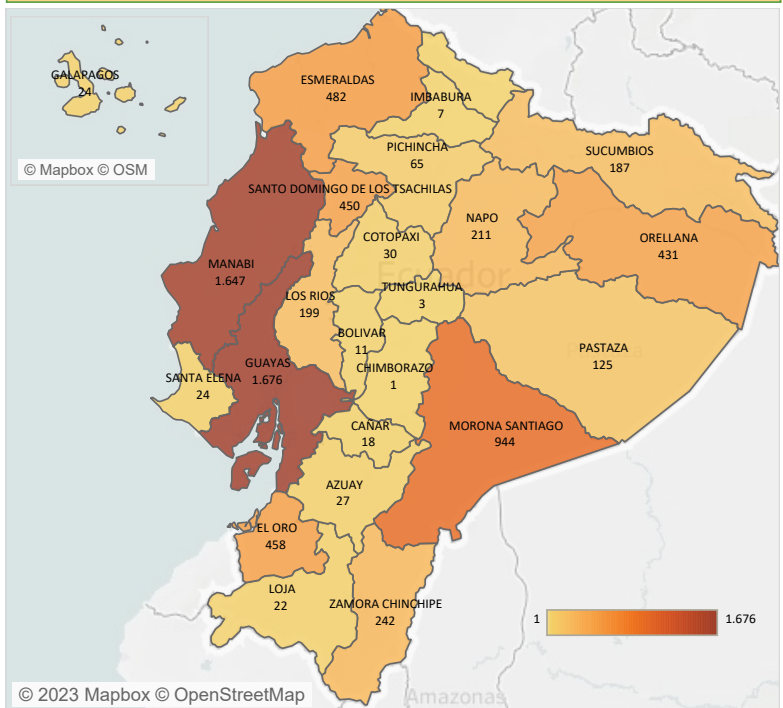 GALAPAGOS
24
© Mapbox © OSM
ESMERALDAS
482
IMBABURA
7
PICHINCHA
65
SUCUMBIOS
187
SANTO DOMINGO DE LOS TSACHILAS
450
NAPO
211
COTOPAXI
30
ORELLANA
431
Ecuador
MANABI
1.647
TUNGURAHUA
3
LOS RIOS
199
BOLIVAR
11
PASTAZA
125
GUAYAS
1.676
CHIMBORAZO
1
SANTA ELENA
24
CAÑAR
18
MORONA SANTIAGO
944
AZUAY
27
EL ORO
458
LOJA
22
ZAMORA CHINCHIPE
242
1
1.676
© 2023 Mapbox © OpenStreetMap
Amazonas